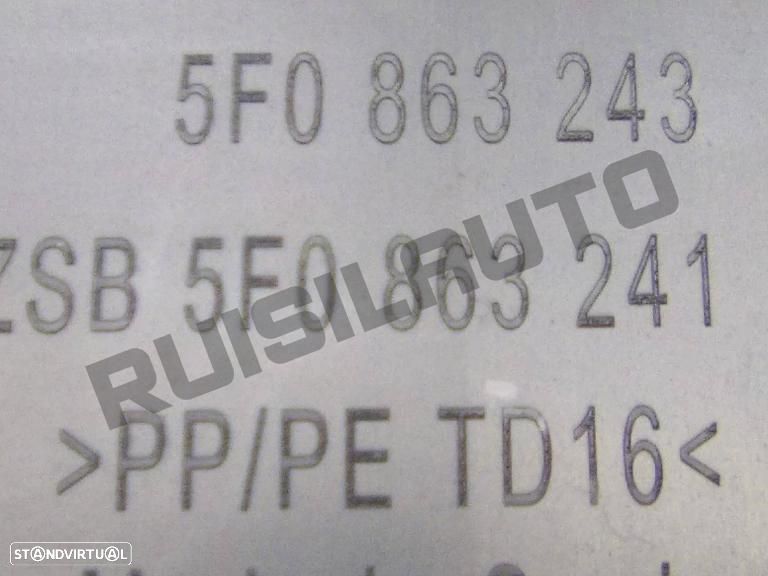 5F0 863 243
ZSB 5F0 863 241
RUISILAUTO
>PP/PE TD16<
STANDVIRTUAL